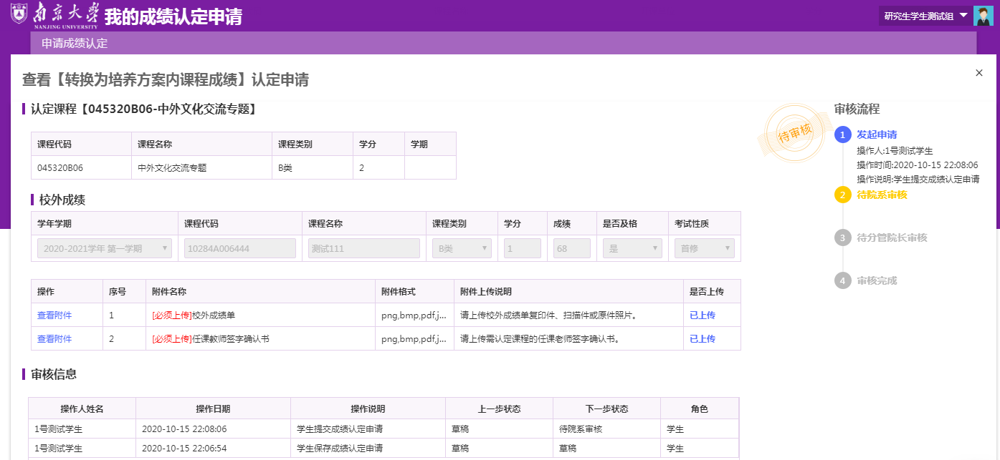 南京大学 我的成绩认定申请 研究生学生测试组
NANJING UNIVERSITY
申请成绩认定
查看【转换为培养方案内课程成绩】认定申请 ×
认定课程【045320B06-中外文化交流专题】
课程代码 课程名称 课程类别 学分 学期
045320B06 中外文化交流专题 B类 2
校外成绩
学年学期 课程代码 课程名称 课程类别 学分 成绩 是否及格 考试性质
2020-2021学年 第一学期 10284A006444 测试111 B类 1 68 是 首修
操作 序号 附件名称 附件格式 附件上传说明 是否上传
查看附件 1 [必须上传]校外成绩单 png,bmp,pdf,j... 请上传校外成绩单复印件、扫描件或原件照片。 已上传
查看附件 2 [必须上传]任课教师签字确认书 png,bmp,pdf,j... 请上传需认定课程的任课老师签字确认书。 已上传
审核信息
操作人姓名 操作日期 操作说明 上一步状态 下一步状态 角色
1号测试学生 2020-10-15 22:08:06 学生提交成绩认定申请 草稿 待院系审核 学生
1号测试学生 2020-10-15 22:06:54 学生保存成绩认定申请 草稿 草稿 学生
待审核
审核流程
1 发起申请
操作人:1号测试学生
操作时间:2020-10-15 22:08:06
操作说明:学生提交成绩认定申请
2 待院系审核
3 待分管院长审核
4 审核完成